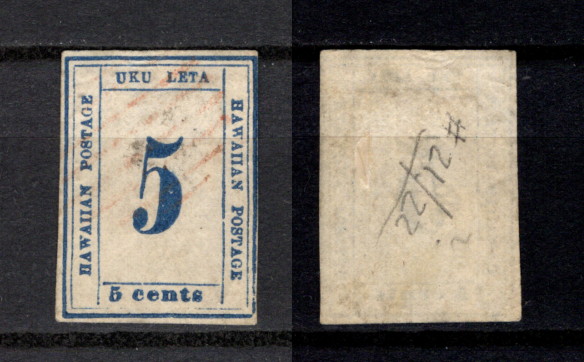 UKU LETA
HAWAIIAN POSTAGE
5
HAWAIIAN POSTAGE
5 cents
22/12 #